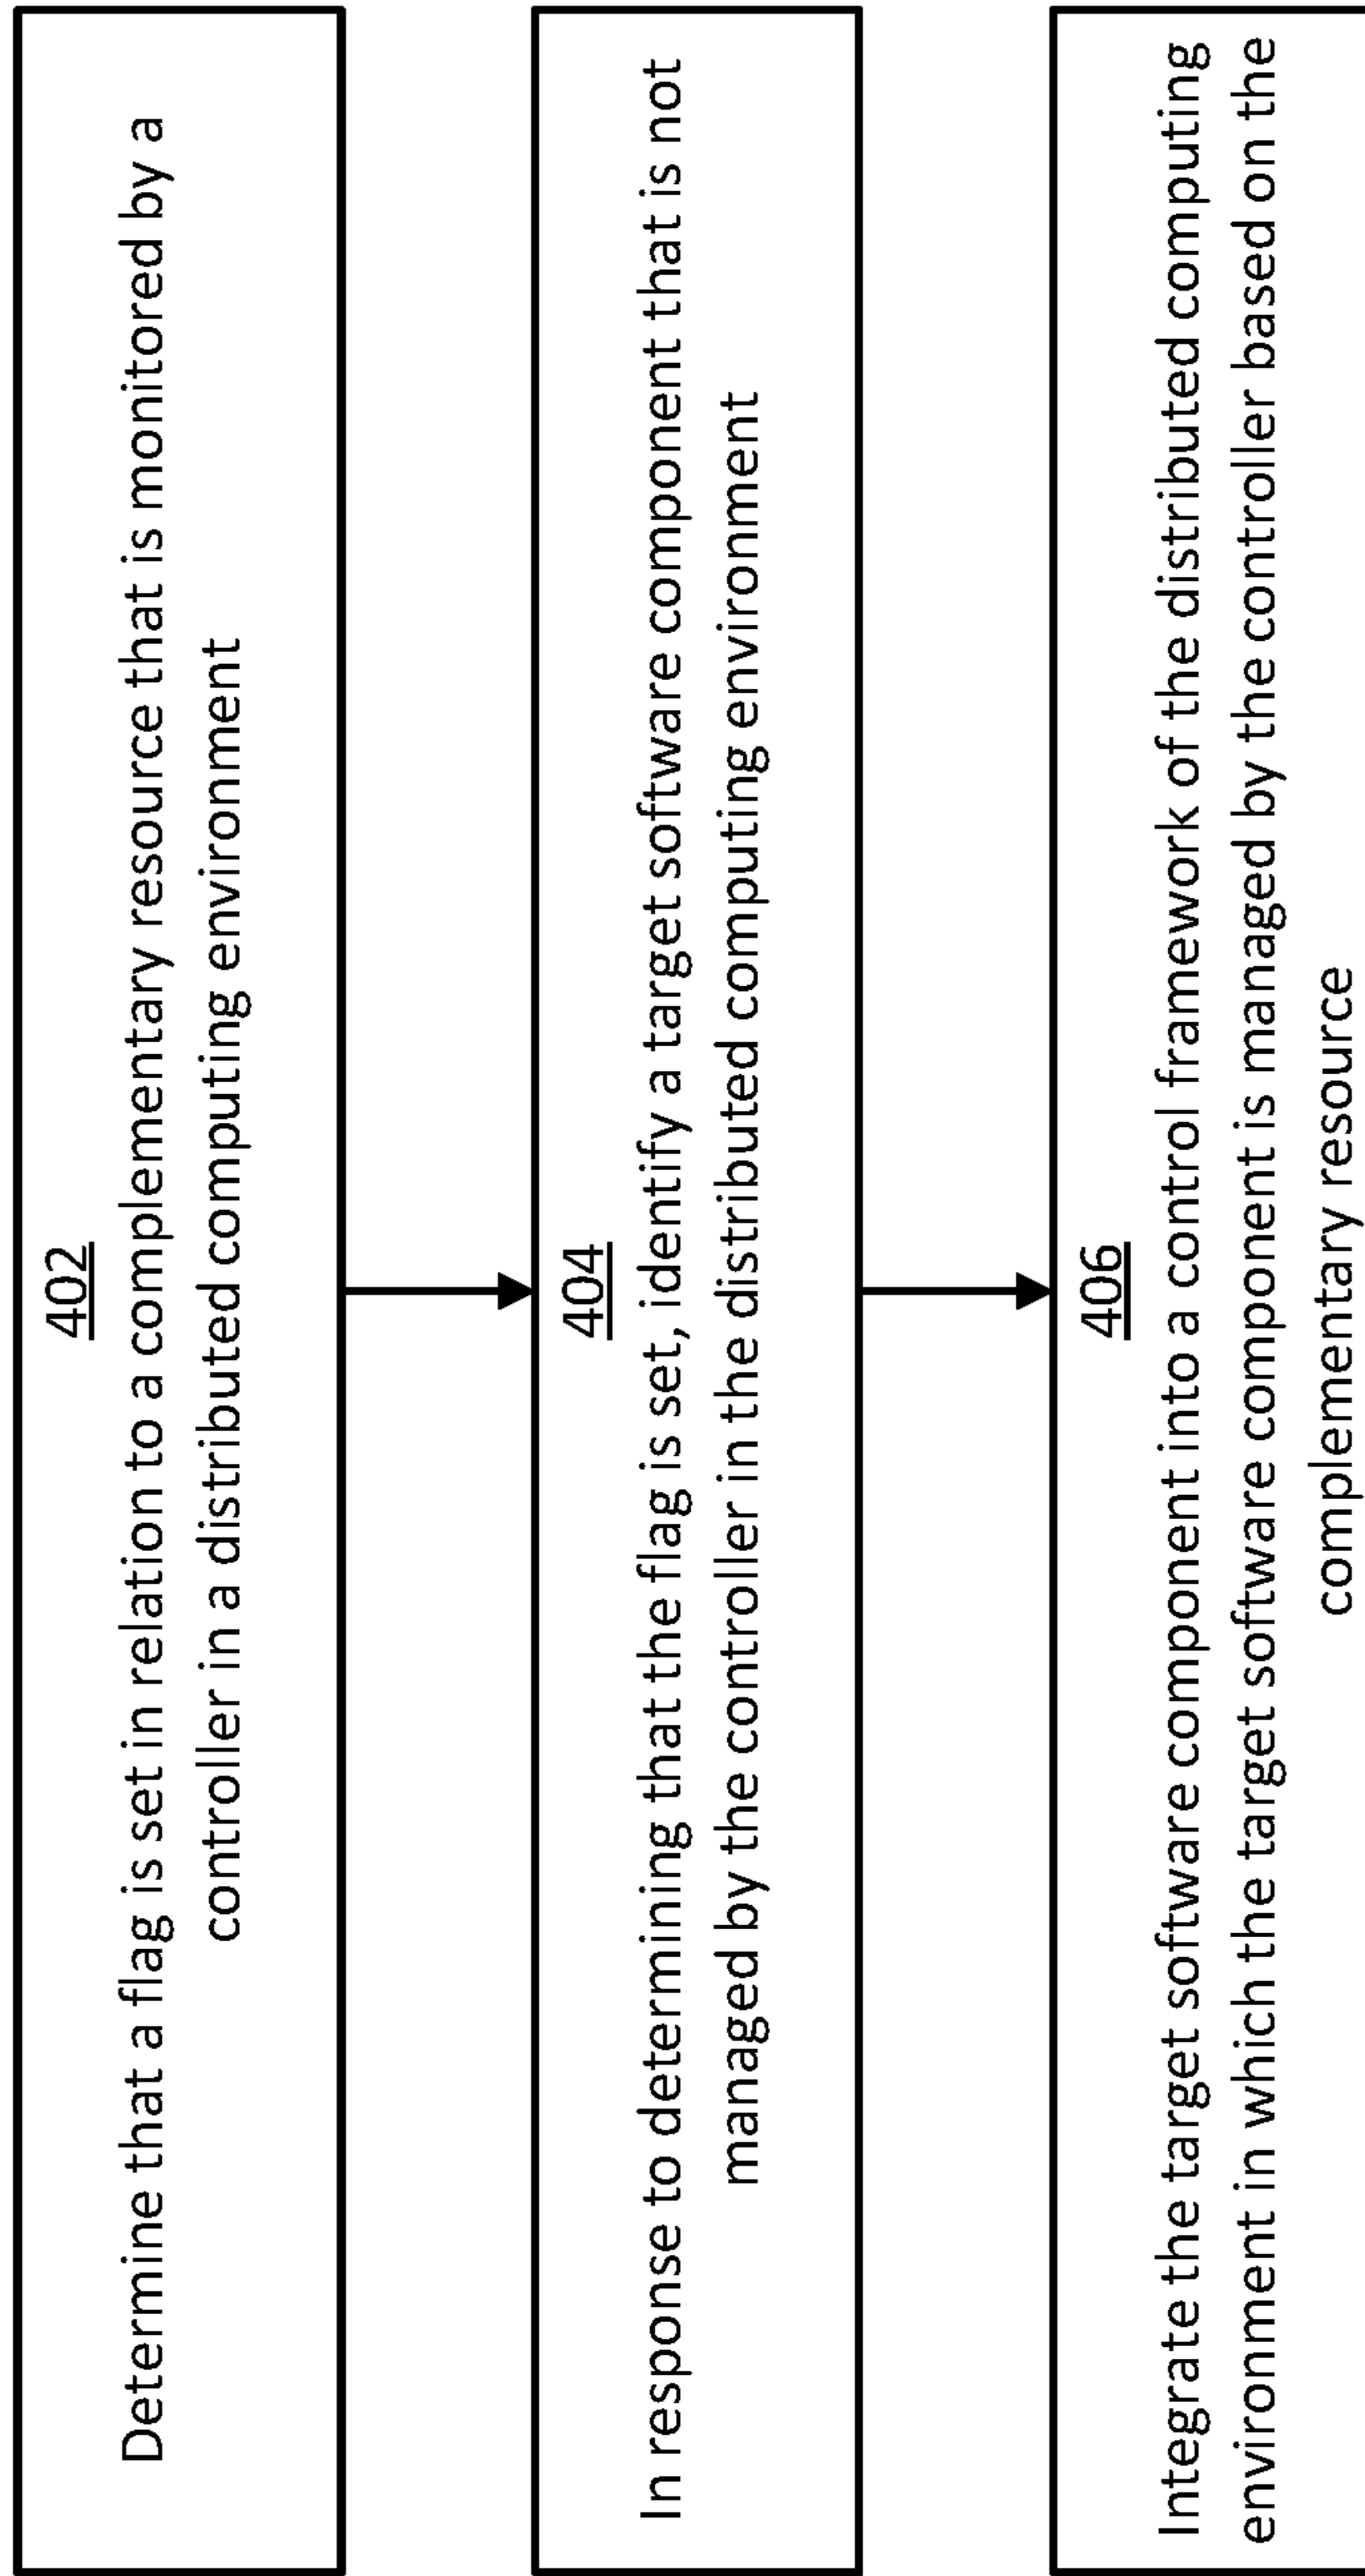 402
Determine that a flag is set in relation to a complementary resource that is monitored by a
controller in a distributed computing environment
404
In response to determining that the flag is set, identify a target software component that is not
managed by the controller in the distributed computing environment
406
Integrate the target software component into a control framework of the distributed computing
environment in which the target software component is managed by the controller based on the
complementary resource